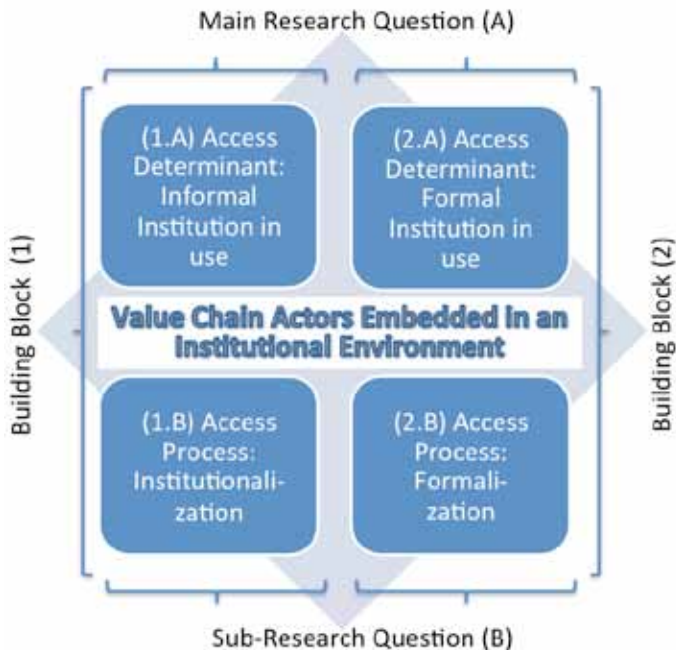 Main Research Question (A)
(1.A) Access
Determinant:
Informal
Institution in
use
(2.A) Access
Determinant:
Formal
Institution in
use
Building Block (1)
Value Chain Actors Embedded in an
Institutional Environment
Building Block (2)
(1.B) Access
Process:
Institutionali-
zation
(2.B) Access
Process:
Formali-
zation
Sub-Research Question (B)